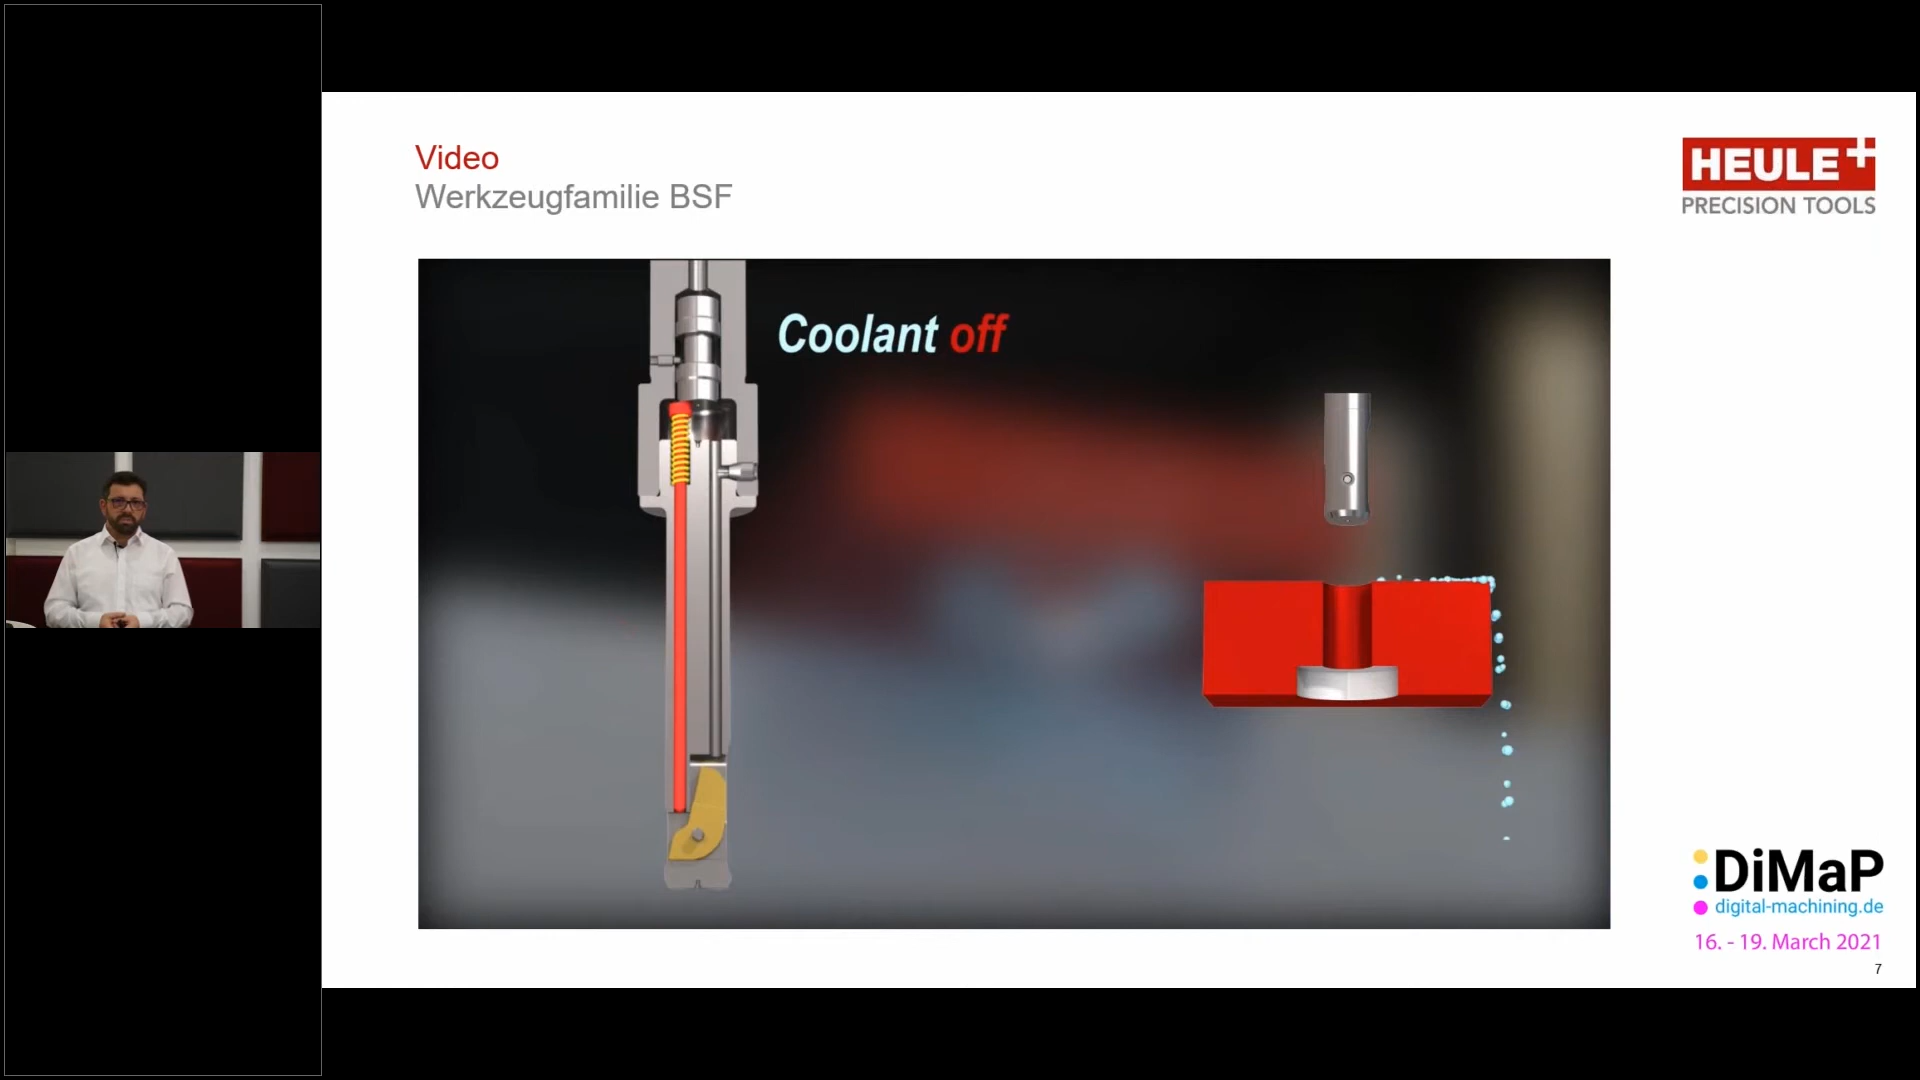 Video
Werkzeugfamilie BSF
HEULE
PRECISION TOOLS
Coolant off
DiMaP
digital-machining.de
16. - 19. March 2021
7